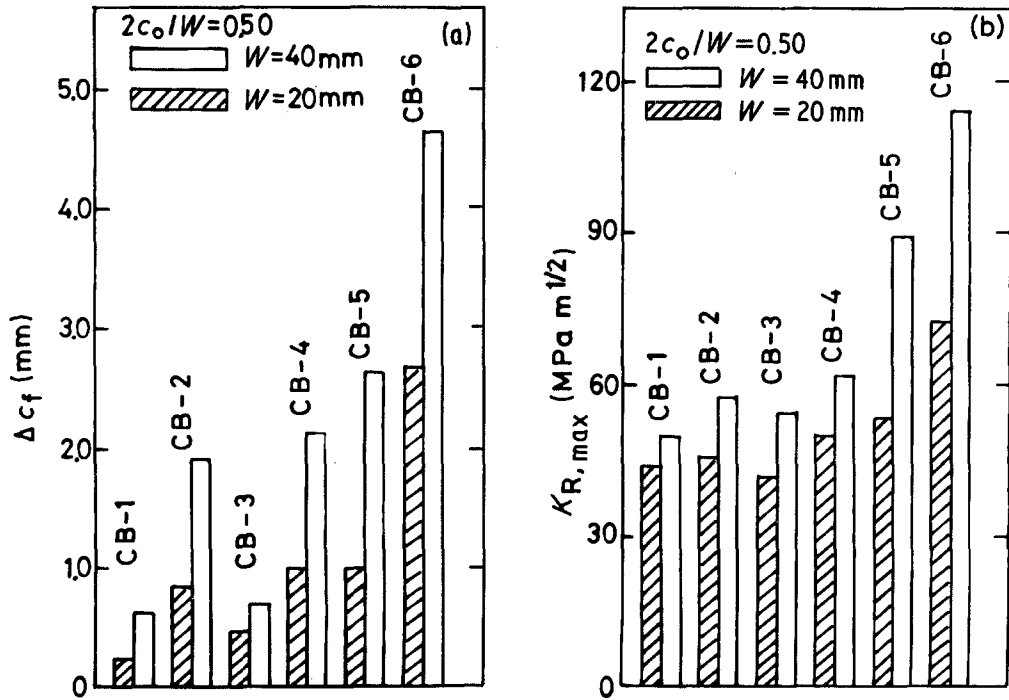 2c₀/W=0.50
(a)
W=40mm
W=20mm
5.0
4.0
3.0
2.0
1.0
0
Δc_f (mm)
CB-1
CB-2
CB-3
CB-4
CB-5
CB-6
2c₀/W=0.50
(b)
W = 40 mm
W = 20 mm
120
90
60
30
0
K_R,max (MPa m^1/2)
CB-1
CB-2
CB-3
CB-4
CB-5
CB-6